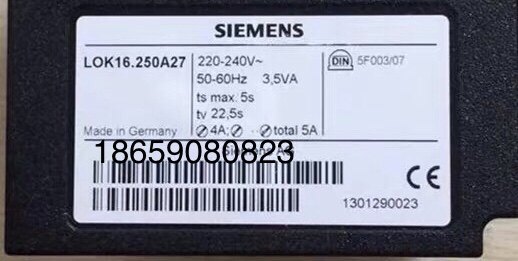 SIEMENS
LOK16.250A27
220-240V~
50-60Hz 3,5VA
ts max. 5s
tv 22,5s
4A; total 5A
DIN 5F003/07
Made in Germany
18659080823
1301290023
CE